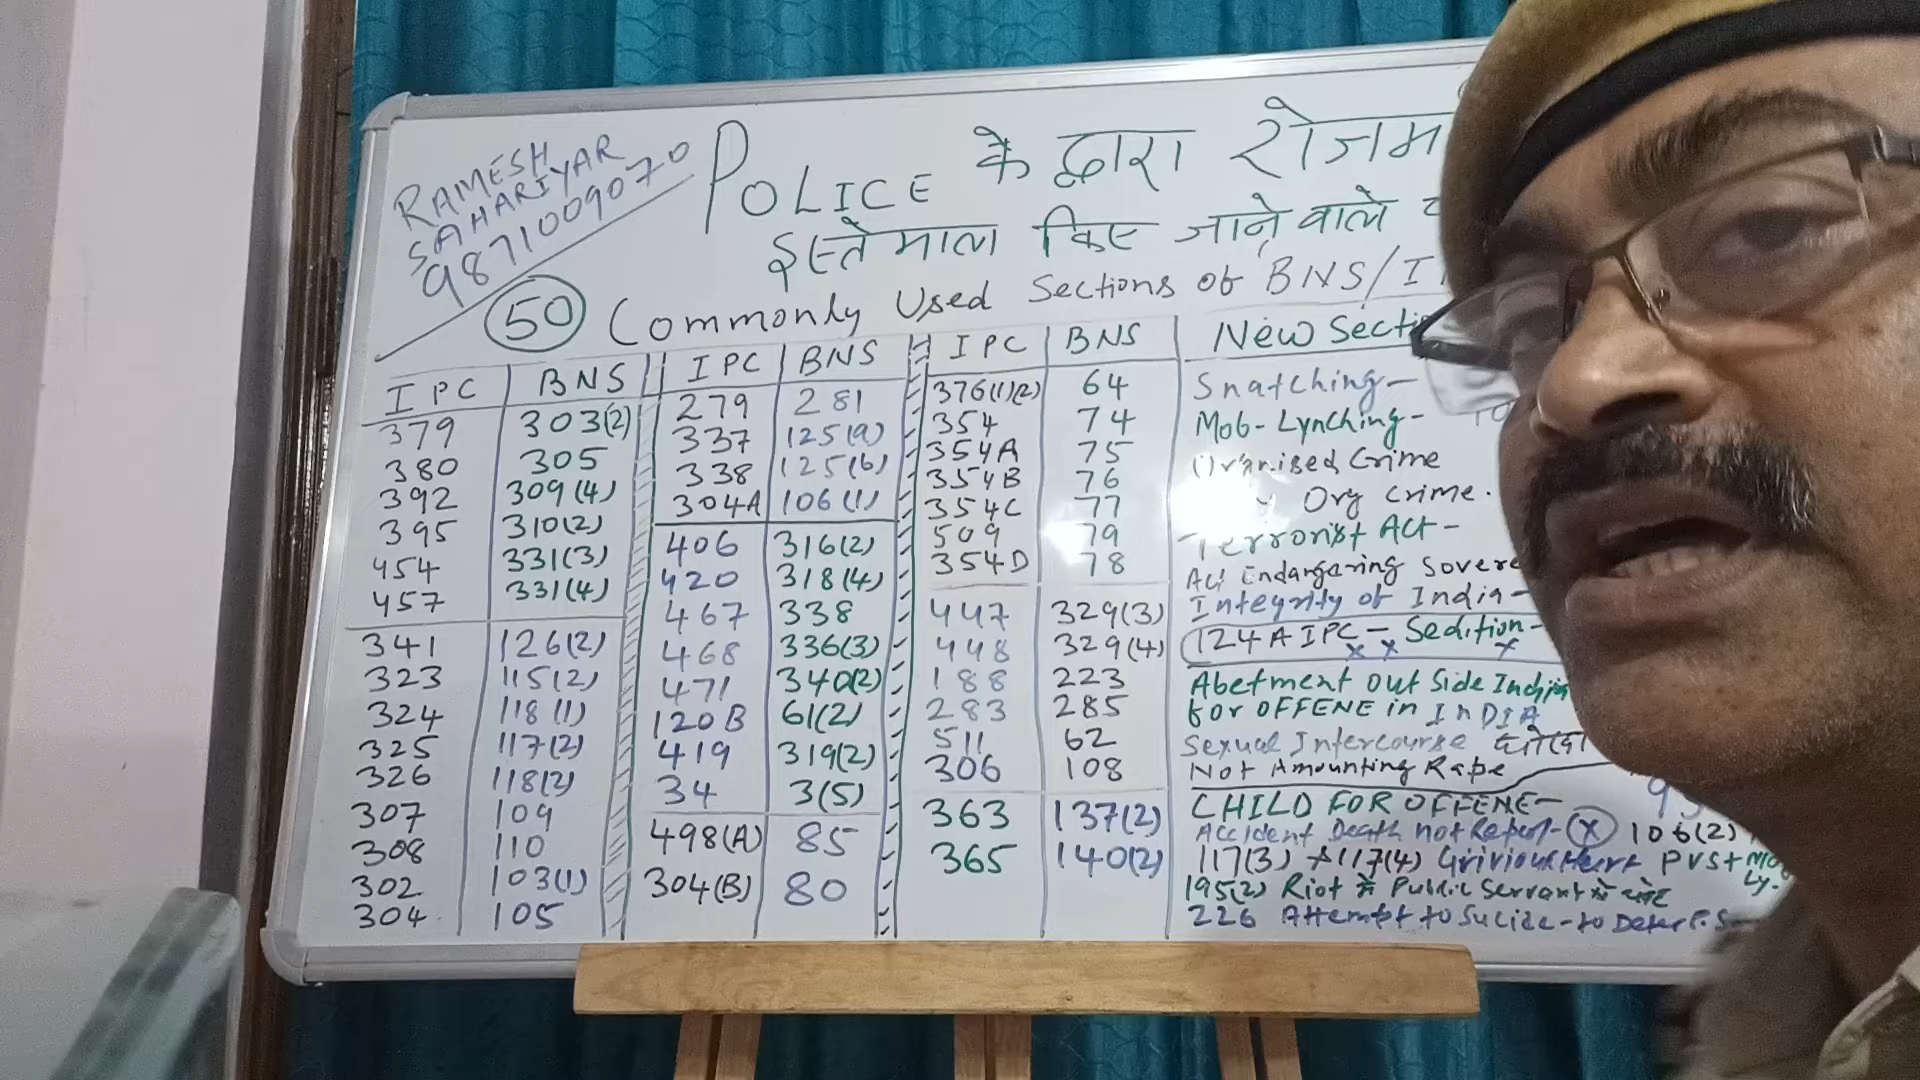 RAMESH
SAHARIYAR
9871009070
POLICE के द्वारा रोजम
इस्तेमाल किए जाने वाले
50 Commonly Used Sections of BNS/I
IPC BNS
379 303(2)
380 305
392 309(4)
395 310(2)
454 331(3)
457 331(4)
341 126(2)
323 115(2)
324 118(1)
325 117(2)
326 118(2)
307 109
308 110
302 103(1)
304 105
IPC BNS
279 281
337 125(a)
338 125(b)
304A 106(1)
406 316(2)
420 318(4)
467 338
468 336(3)
471 340(2)
120B 61(2)
419 319(2)
34 3(5)
498(A) 85
304(B) 80
IPC BNS
376(1)(2) 64
354 74
354A 75
354B 76
354C 77
509 79
354D 78
447 329(3)
448 329(4)
188 223
283 285
511 62
306 108
363 137(2)
365 140(2)
New Secti
Snatching-
Mob-Lynching-
Organised Crime
Org Crime.
Terrorist Act-
Act Endangering Sovere
Integrity of India-
124A IPC- x x Sedition- x
Abetment out Side India
for OFFENE in INDIA
Sexual Intercourse
Not Amounting Rape
CHILD FOR OFFENE-
Accident Death not Report- (x) 106(2)
117(3) 117(4) Grivious Hurt
195(2) Riot Public Servant
226 Attempt to Sucide-to Deter P.S